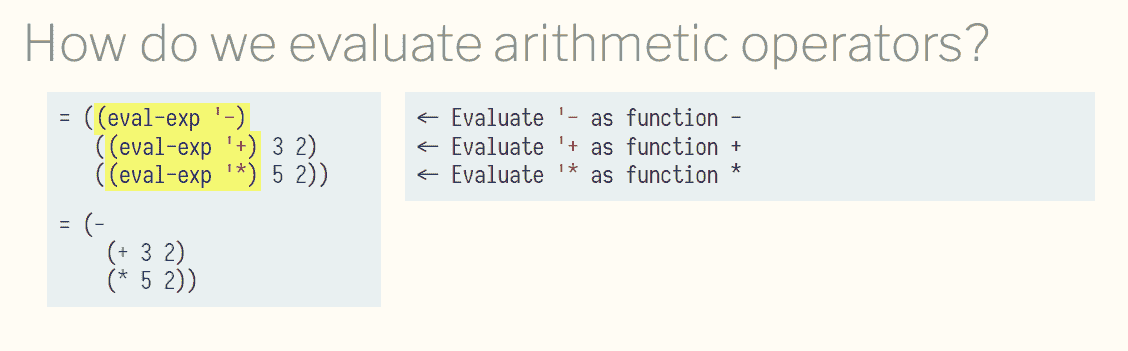 How do we evaluate arithmetic operators?
= ((eval-exp '-)
((eval-exp '+) 3 2)
((eval-exp '*) 5 2))
= (-
(+ 3 2)
(* 5 2))
← Evaluate '- as function -
← Evaluate '+ as function +
← Evaluate '* as function *